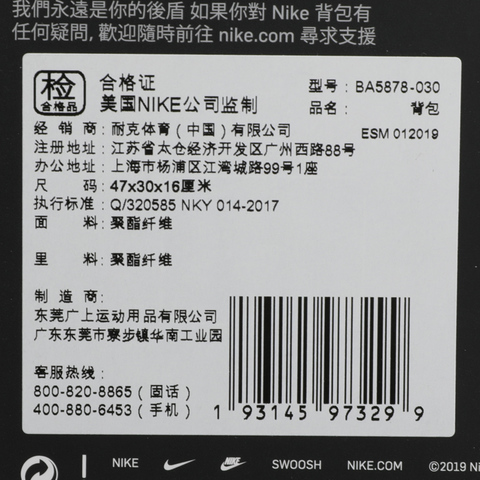 我們永遠是你的後盾 如果你對 Nike 背包有
任何疑問, 歡迎隨時前往 nike.com 尋求支援
检
合格品
合格证
美国NIKE公司监制
型号: BA5878-030
品名: 背包
经销商: 耐克体育(中国)有限公司
ESM 012019
注册地址: 江苏省太仓经济开发区广州西路88号
办公地址: 上海市杨浦区江湾城路99号1座
尺码: 47x30x16厘米
执行标准: Q/320585 NKY 014-2017
面料: 聚酯纤维
里料: 聚酯纤维
制造商:
东莞广上运动用品有限公司
广东东莞市寮步镇华南工业园
客服热线:
800-820-8865 (固话)
400-880-6453 (手机)
1 93145 97329 9
NIKE SWOOSH NIKE.COM ©2019 Ni